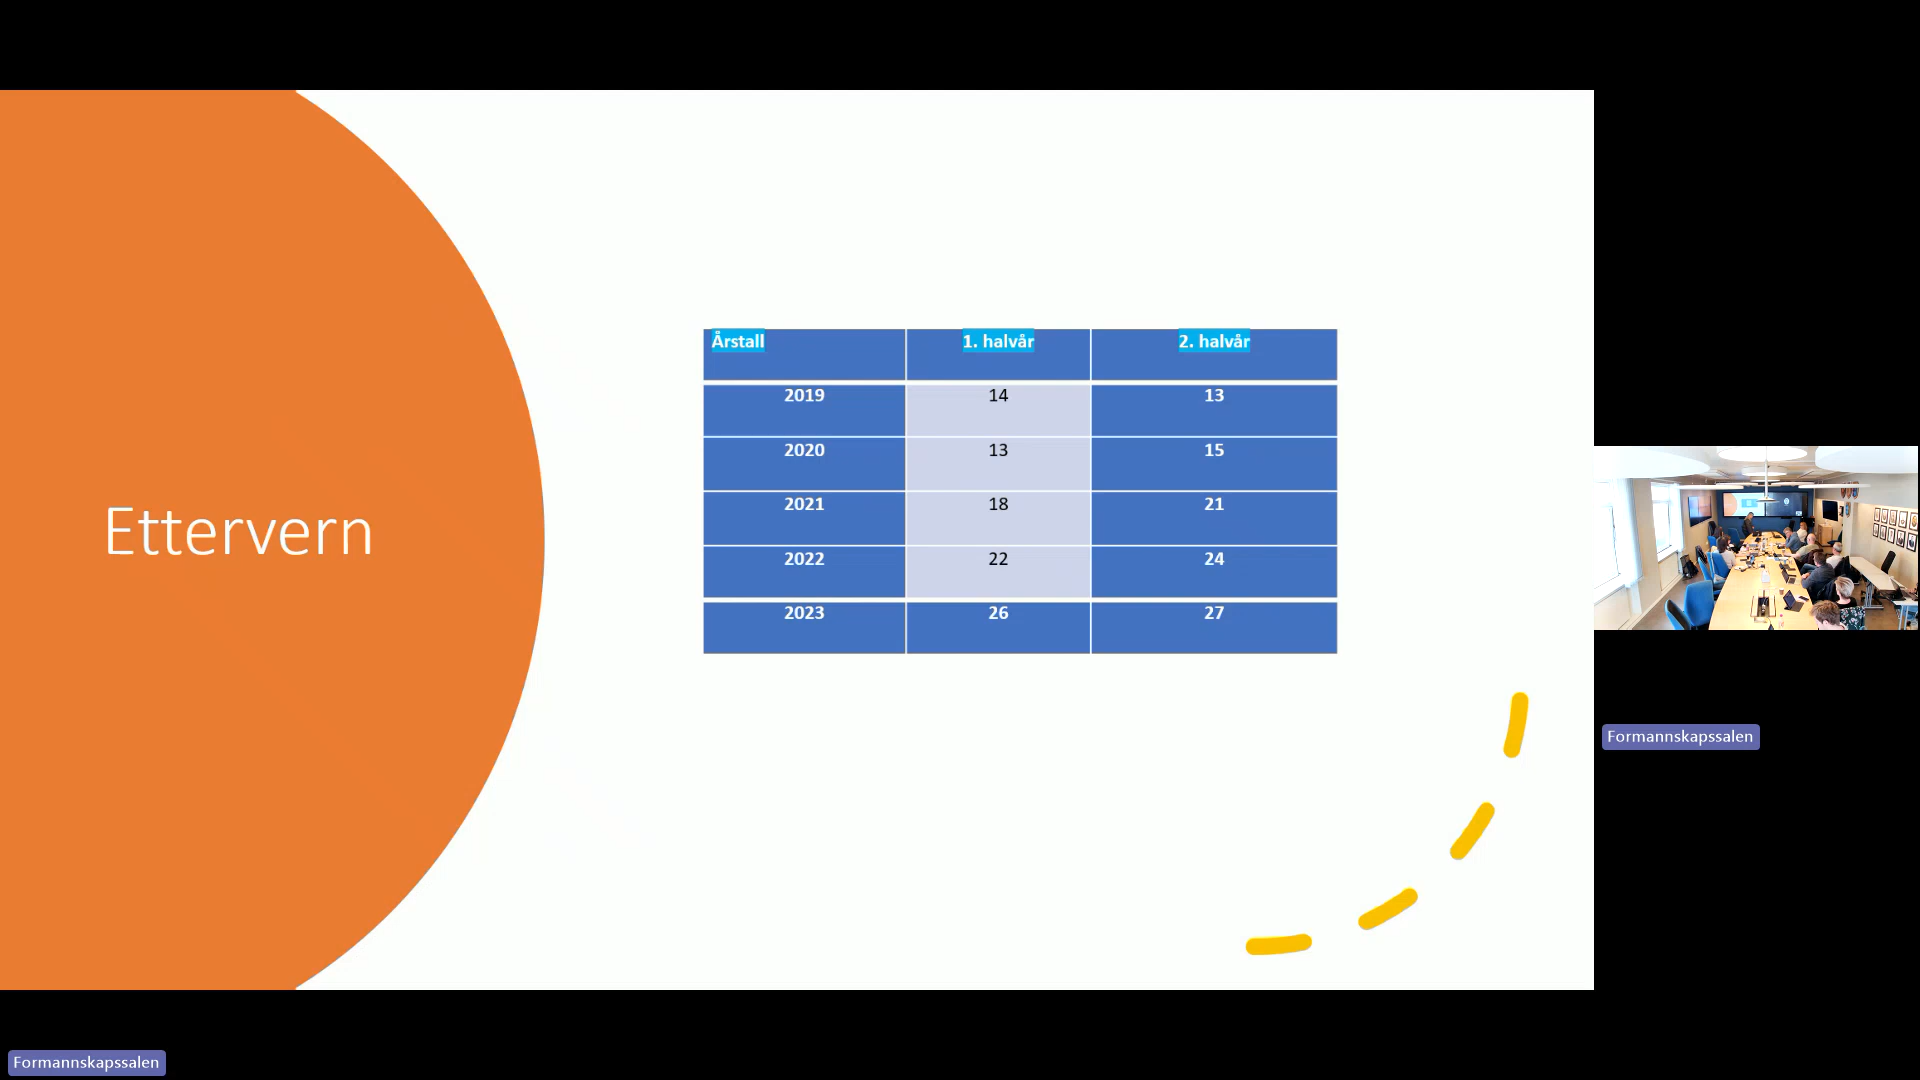 Ettervern
Årstall 1. halvår 2. halvår
2019 14 13
2020 13 15
2021 18 21
2022 22 24
2023 26 27
Formannskapssalen
Formannskapssalen